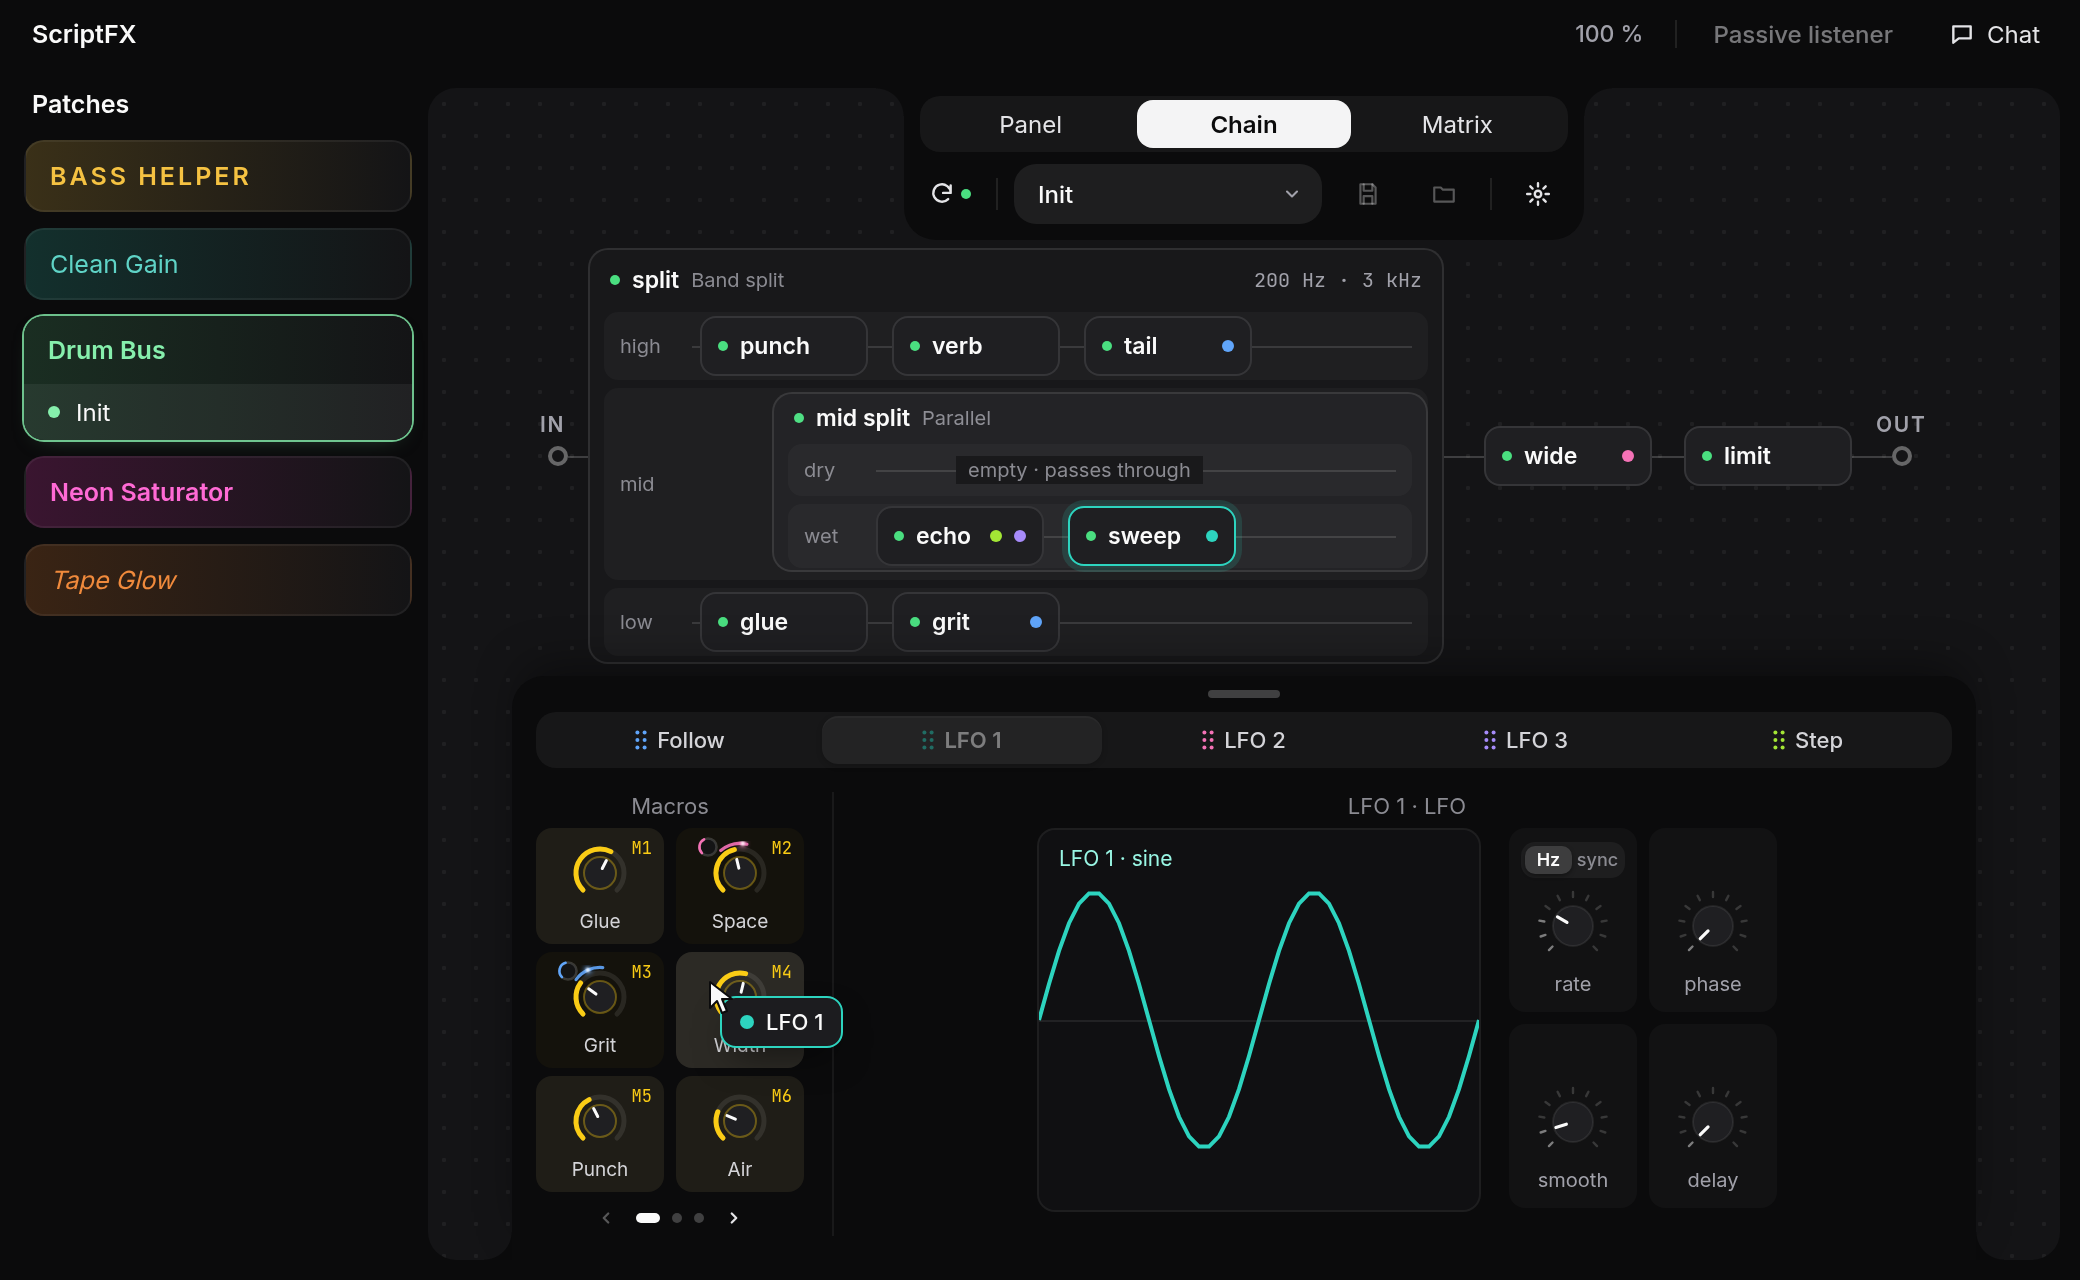 ScriptFX
100 %
Passive listener
Chat
Patches
BASS HELPER
Clean Gain
Drum Bus
Init
Neon Saturator
Tape Glow
Panel
Chain
Matrix
Init
split Band split
200 Hz · 3 kHz
high
punch
verb
tail
mid
mid split Parallel
dry
empty · passes through
wet
echo
sweep
low
glue
grit
IN
wide
limit
OUT
Follow
LFO 1
LFO 2
LFO 3
Step
Macros
M1
Glue
M2
Space
M3
Grit
M4
Width
LFO 1
M5
Punch
M6
Air
LFO 1 · LFO
LFO 1 · sine
Hz sync
rate
phase
smooth
delay